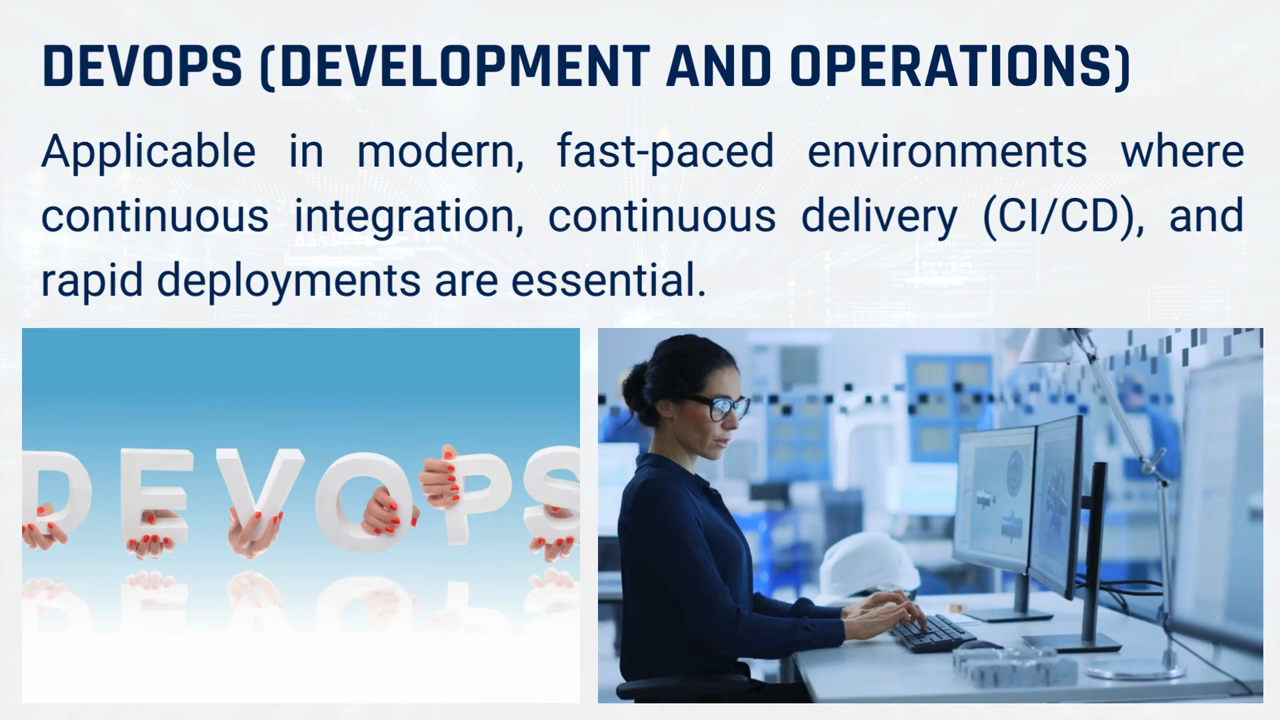 DEVOPS (DEVELOPMENT AND OPERATIONS)
Applicable in modern, fast-paced environments where
continuous integration, continuous delivery (CI/CD), and
rapid deployments are essential.
DEVOPS